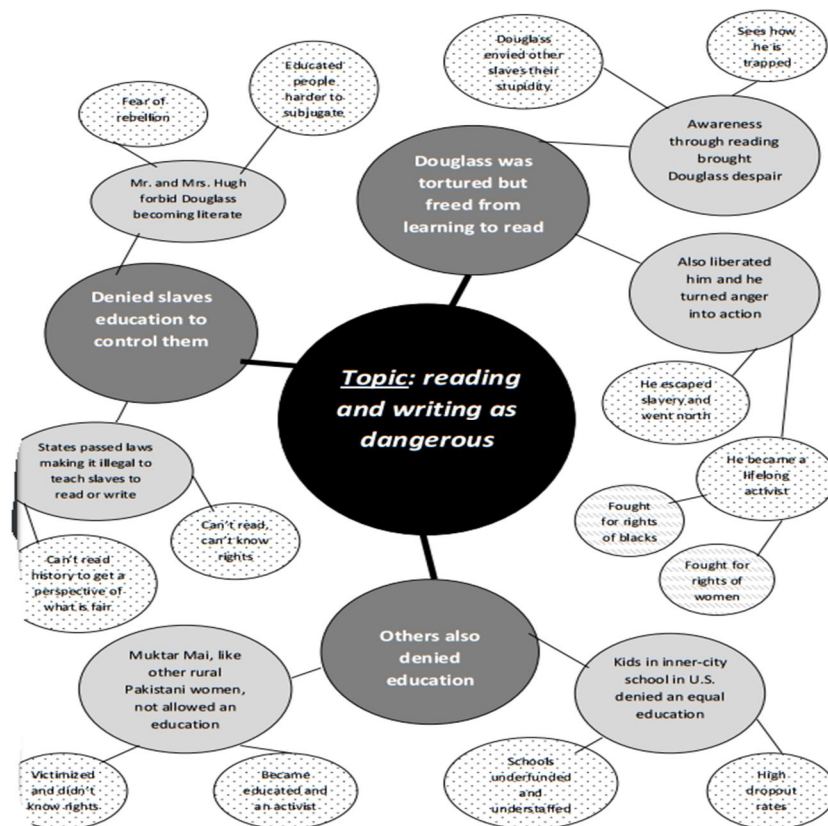 Topic: reading
and writing as
dangerous
Douglass was
tortured but
freed from
learning to read
Awareness
through reading
brought
Douglass despair
Douglass
envied other
slaves their
stupidity
Sees how
he is
trapped
Also liberated
him and he
turned anger
into action
He escaped
slavery and
went north
He became a
lifelong
activist
Fought
for rights
of blacks
Fought for
rights of
women
Denied slaves
education to
control them
Mr. and Mrs. Hugh
forbid Douglass
becoming literate
Fear of
rebellion
Educated
people
harder to
subjugate
States passed laws
making it illegal to
teach slaves to
read or write
Can't read
history to get a
perspective of
what is fair
Can't read,
can't know
rights
Others also
denied
education
Muktar Mai, like
other rural
Pakistani women,
not allowed an
education
Victimized
and didn't
know rights
Became
educated and
an activist
Kids in inner-city
school in U.S.
denied an equal
education
Schools
underfunded
and
understaffed
High
dropout
rates